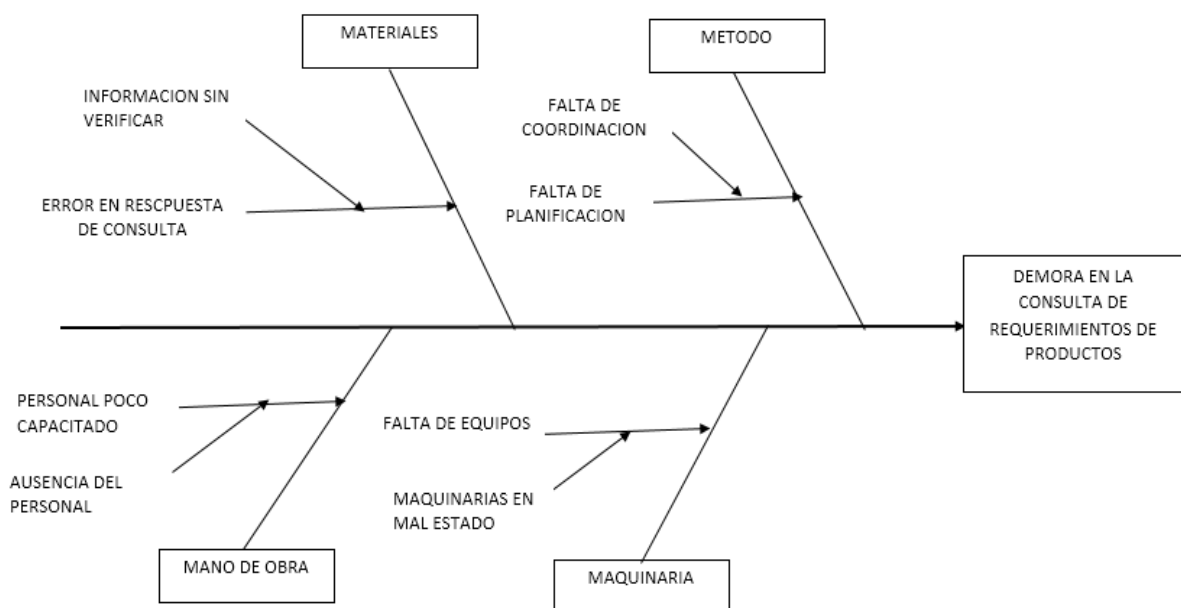 MATERIALES
METODO
INFORMACION SIN
VERIFICAR
FALTA DE
COORDINACION
ERROR EN RESCPUESTA
DE CONSULTA
FALTA DE
PLANIFICACION
DEMORA EN LA
CONSULTA DE
REQUERIMIENTOS DE
PRODUCTOS
PERSONAL POCO
CAPACITADO
FALTA DE EQUIPOS
AUSENCIA DEL
PERSONAL
MAQUINARIAS EN
MAL ESTADO
MANO DE OBRA
MAQUINARIA